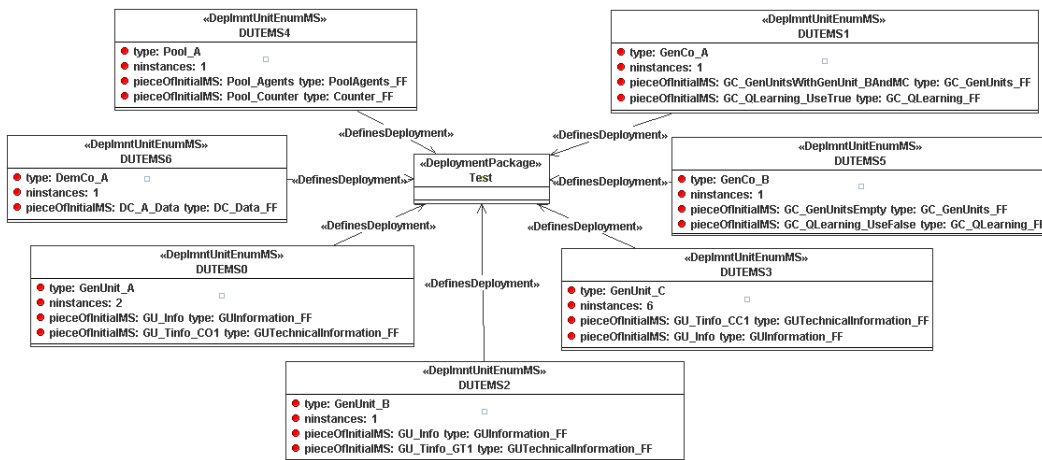 «DeplmntUnitEnumMS»
DUTEMS4
type: Pool_A
ninstances: 1
pieceOfInitialMS: Pool_Agents type: PoolAgents_FF
pieceOfInitialMS: Pool_Counter type: Counter_FF
«DeplmntUnitEnumMS»
DUTEMS1
type: GenCo_A
ninstances: 1
pieceOfInitialMS: GC_GenUnitsWithGenUnit_BAndMC type: GC_GenUnits_FF
pieceOfInitialMS: GC_QLearning_UseTrue type: GC_QLearning_FF
«DefinesDeployment»
«DefinesDeployment»
«DeplmntUnitEnumMS»
DUTEMS6
type: DemCo_A
ninstances: 1
pieceOfInitialMS: DC_A_Data type: DC_Data_FF
«DefinesDeployment»
«DeploymentPackage»
Test
«DefinesDeployment»
«DeplmntUnitEnumMS»
DUTEMS5
type: GenCo_B
ninstances: 1
pieceOfInitialMS: GC_GenUnitsEmpty type: GC_GenUnits_FF
pieceOfInitialMS: GC_QLearning_UseFalse type: GC_QLearning_FF
«DefinesDeployment»
«DefinesDeployment»
«DeplmntUnitEnumMS»
DUTEMS0
type: GenUnit_A
ninstances: 2
pieceOfInitialMS: GU_Info type: GUInformation_FF
pieceOfInitialMS: GU_Tinfo_CO1 type: GUTechnicalInformation_FF
«DefinesDeployment»
«DeplmntUnitEnumMS»
DUTEMS3
type: GenUnit_C
ninstances: 6
pieceOfInitialMS: GU_Tinfo_CC1 type: GUTechnicalInformation_FF
pieceOfInitialMS: GU_Info type: GUInformation_FF
«DeplmntUnitEnumMS»
DUTEMS2
type: GenUnit_B
ninstances: 1
pieceOfInitialMS: GU_Info type: GUInformation_FF
pieceOfInitialMS: GU_Tinfo_GT1 type: GUTechnicalInformation_FF